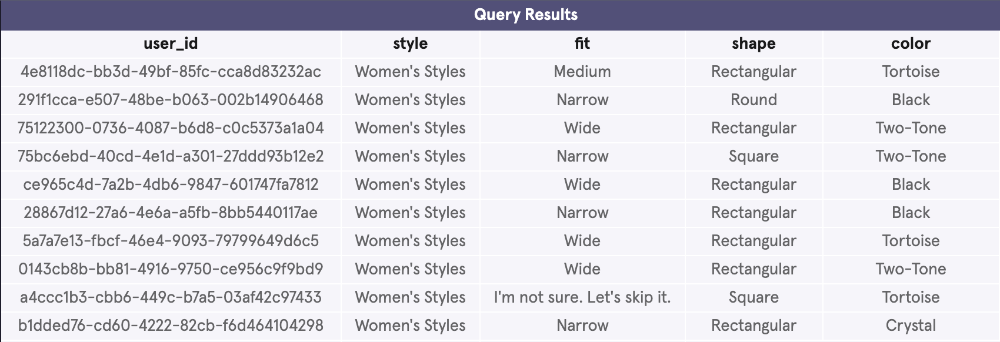 Query Results
user_id style fit shape color
4e8118dc-bb3d-49bf-85fc-cca8d83232ac Women's Styles Medium Rectangular Tortoise
291f1cca-e507-48be-b063-002b14906468 Women's Styles Narrow Round Black
75122300-0736-4087-b6d8-c0c5373a1a04 Women's Styles Wide Rectangular Two-Tone
75bc6ebd-40cd-4e1d-a301-27ddd93b12e2 Women's Styles Narrow Square Two-Tone
ce965c4d-7a2b-4db6-9847-601747fa7812 Women's Styles Wide Rectangular Black
28867d12-27a6-4e6a-a5fb-8bb5440117ae Women's Styles Narrow Rectangular Black
5a7a7e13-fbcf-46e4-9093-79799649d6c5 Women's Styles Wide Rectangular Tortoise
0143cb8b-bb81-4916-9750-ce956c9f9bd9 Women's Styles Wide Rectangular Two-Tone
a4ccc1b3-cbb6-449c-b7a5-03af42c97433 Women's Styles I'm not sure. Let's skip it. Square Tortoise
b1dded76-cd60-4222-82cb-f6d464104298 Women's Styles Narrow Rectangular Crystal